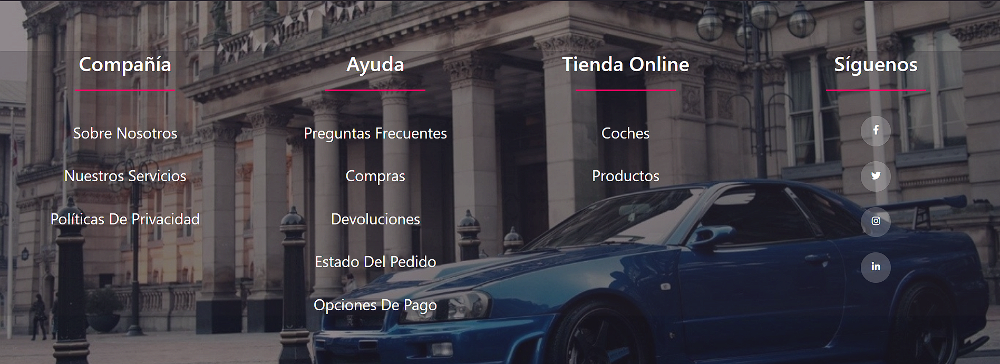 Compañía
Sobre Nosotros
Nuestros Servicios
Políticas De Privacidad
Ayuda
Preguntas Frecuentes
Compras
Devoluciones
Estado Del Pedido
Opciones De Pago
Tienda Online
Coches
Productos
Síguenos